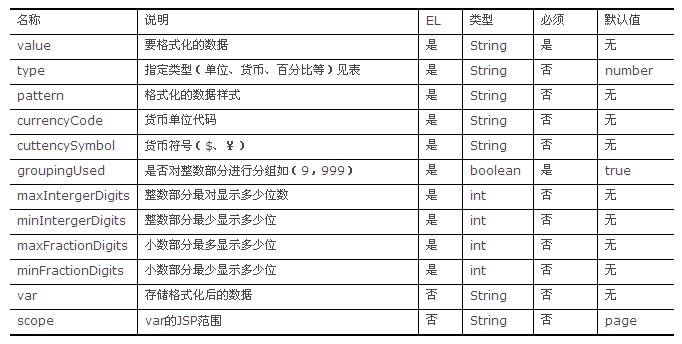 名称 说明 EL 类型 必须 默认值
value 要格式化的数据 是 String 是 无
type 指定类型(单位、货币、百分比等)见表 是 String 否 number
pattern 格式化的数据样式 是 String 否 无
currencyCode 货币单位代码 是 String 否 无
cuttencySymbol 货币符号($、¥) 是 String 否 无
groupingUsed 是否对整数部分进行分组如(9,999) 是 boolean 否 true
maxIntergerDigits 整数部分最对显示多少位数 是 int 否 无
minIntergerDigits 整数部分最少显示多少位 是 int 否 无
maxFractionDigits 小数部分最多显示多少位 是 int 否 无
minFractionDigits 小数部分最少显示多少位 是 int 否 无
var 存储格式化后的数据 否 String 否 无
scope var的JSP范围 否 String 否 page